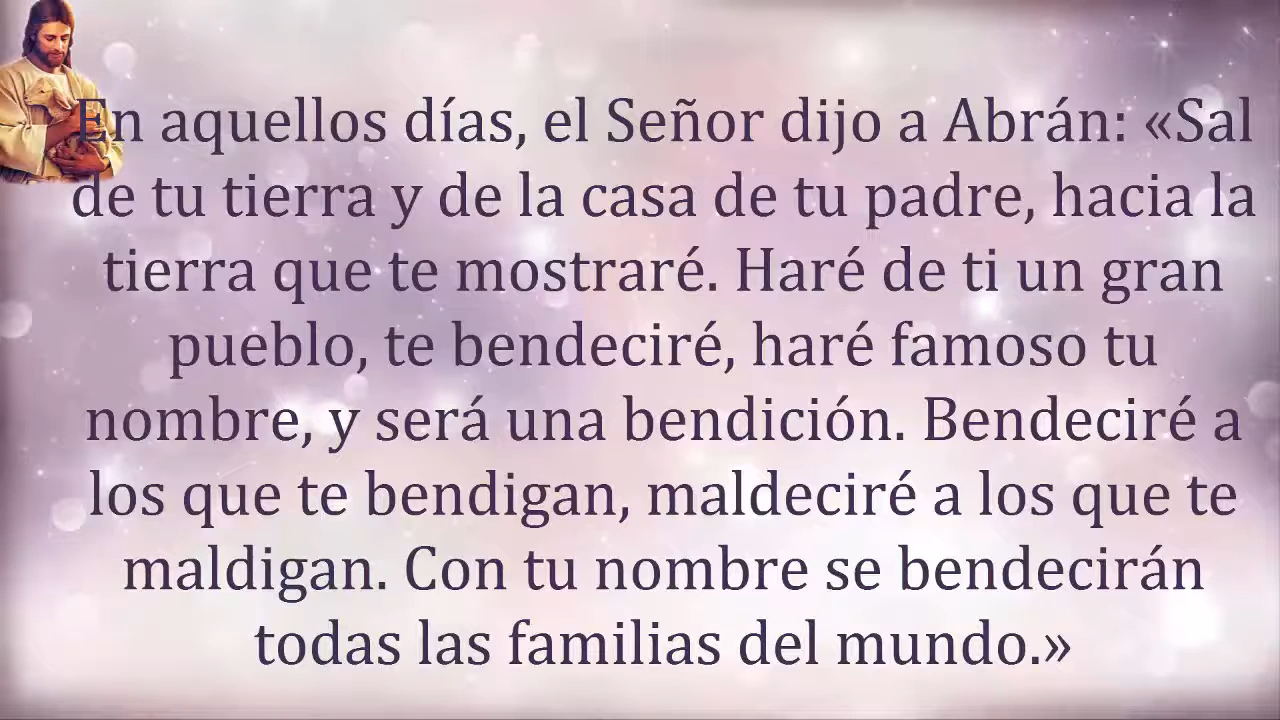 En aquellos días, el Señor dijo a Abrán: «Sal
de tu tierra y de la casa de tu padre, hacia la
tierra que te mostraré. Haré de ti un gran
pueblo, te bendeciré, haré famoso tu
nombre, y será una bendición. Bendeciré a
los que te bendigan, maldeciré a los que te
maldigan. Con tu nombre se bendecirán
todas las familias del mundo.»